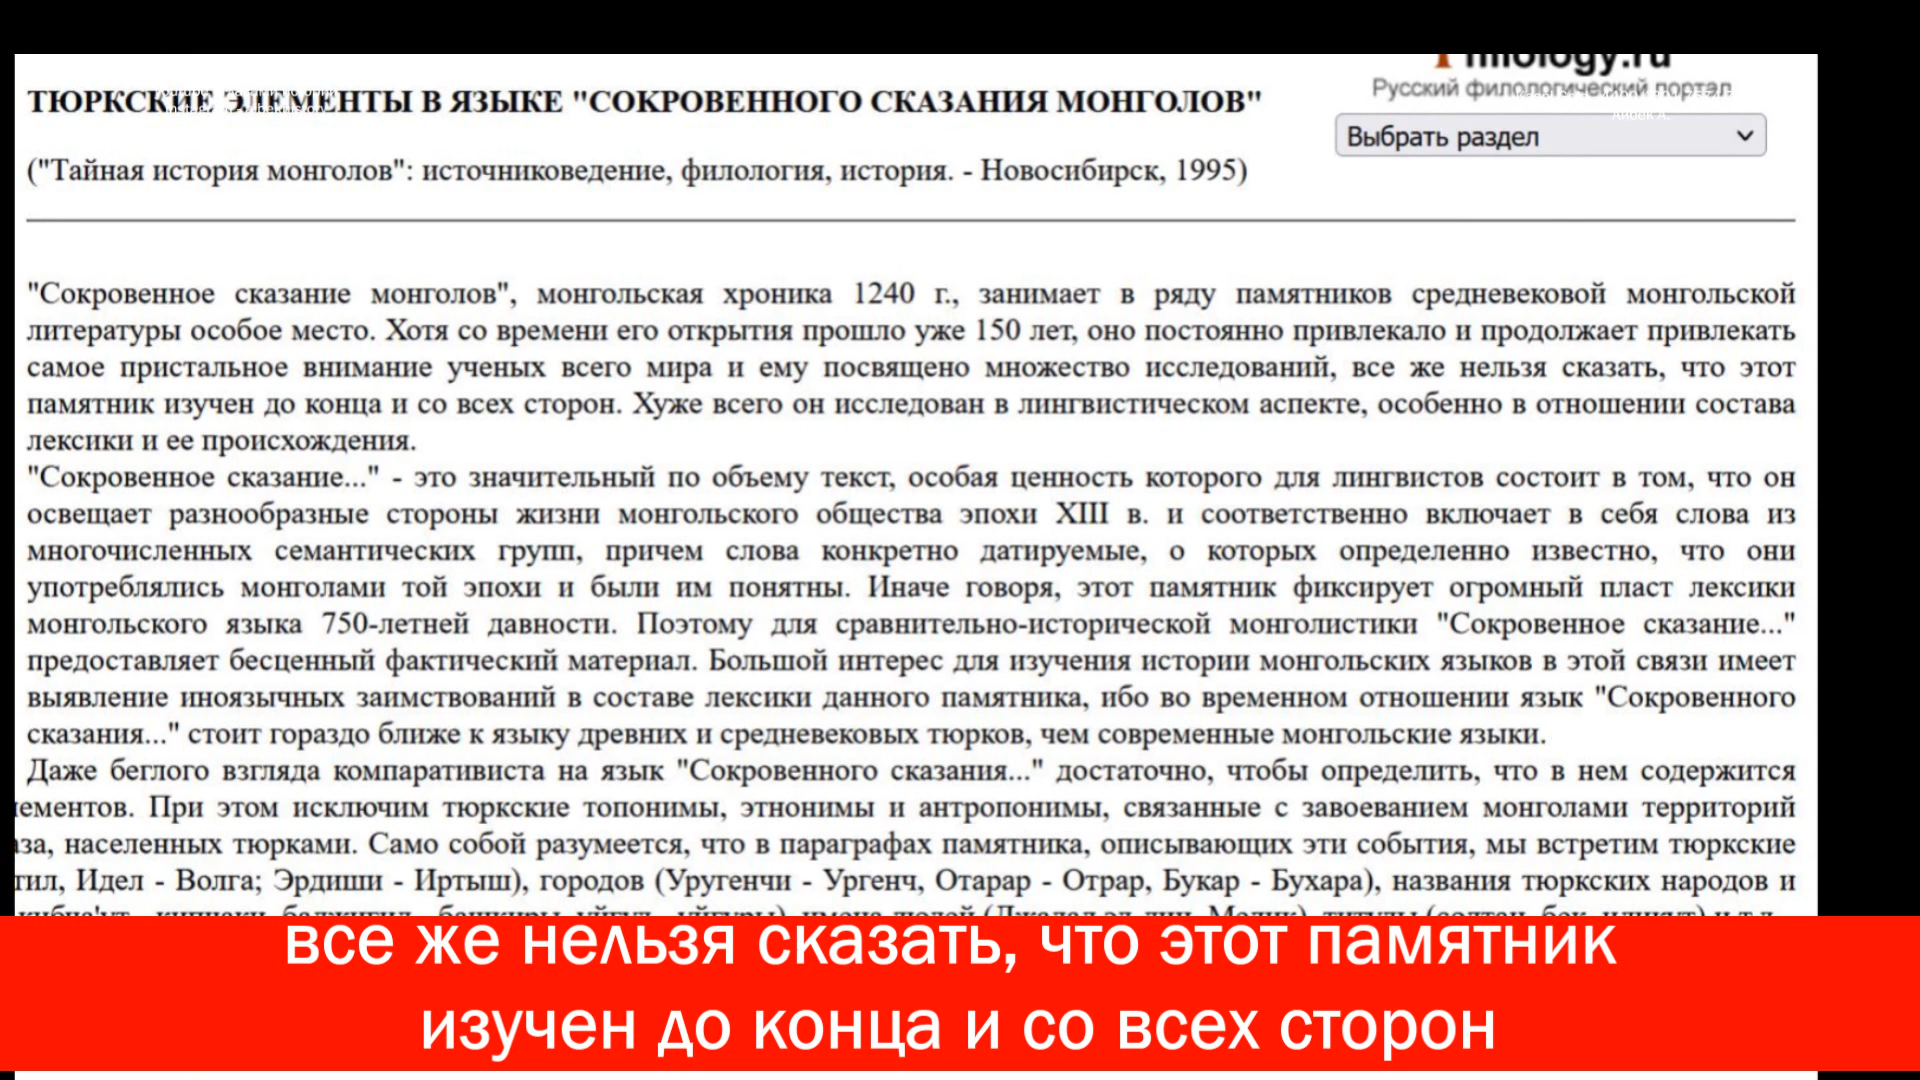 Philology.ru
Русский филологический портал
Айбек А.
Выбрать раздел
ТЮРКСКИЕ ЭЛЕМЕНТЫ В ЯЗЫКЕ "СОКРОВЕННОГО СКАЗАНИЯ МОНГОЛОВ"
("Тайная история монголов": источниковедение, филология, история. - Новосибирск, 1995)
"Сокровенное сказание монголов", монгольская хроника 1240 г., занимает в ряду памятников средневековой монгольской
литературы особое место. Хотя со времени его открытия прошло уже 150 лет, оно постоянно привлекало и продолжает привлекать
самое пристальное внимание ученых всего мира и ему посвящено множество исследований, все же нельзя сказать, что этот
памятник изучен до конца и со всех сторон. Хуже всего он исследован в лингвистическом аспекте, особенно в отношении состава
лексики и ее происхождения.
"Сокровенное сказание..." - это значительный по объему текст, особая ценность которого для лингвистов состоит в том, что он
освещает разнообразные стороны жизни монгольского общества эпохи XIII в. и соответственно включает в себя слова из
многочисленных семантических групп, причем слова конкретно датируемые, о которых определенно известно, что они
употреблялись монголами той эпохи и были им понятны. Иначе говоря, этот памятник фиксирует огромный пласт лексики
монгольского языка 750-летней давности. Поэтому для сравнительно-исторической монголистики "Сокровенное сказание..."
предоставляет бесценный фактический материал. Большой интерес для изучения истории монгольских языков в этой связи имеет
выявление иноязычных заимствований в составе лексики данного памятника, ибо во временном отношении язык "Сокровенного
сказания..." стоит гораздо ближе к языку древних и средневековых тюрков, чем современные монгольские языки.
Даже беглого взгляда компаративиста на язык "Сокровенного сказания..." достаточно, чтобы определить, что в нем содержится
ементов. При этом исключим тюркские топонимы, этнонимы и антропонимы, связанные с завоеванием монголами территорий
за, населенных тюрками. Само собой разумеется, что в параграфах памятника, описывающих эти события, мы встретим тюркские
тил, Идел - Волга; Эрдиши - Иртыш), городов (Уругенчи - Ургенч, Отарар - Отрар, Букар - Бухара), названия тюркских народов и
все же нельзя сказать, что этот памятник
изучен до конца и со всех сторон